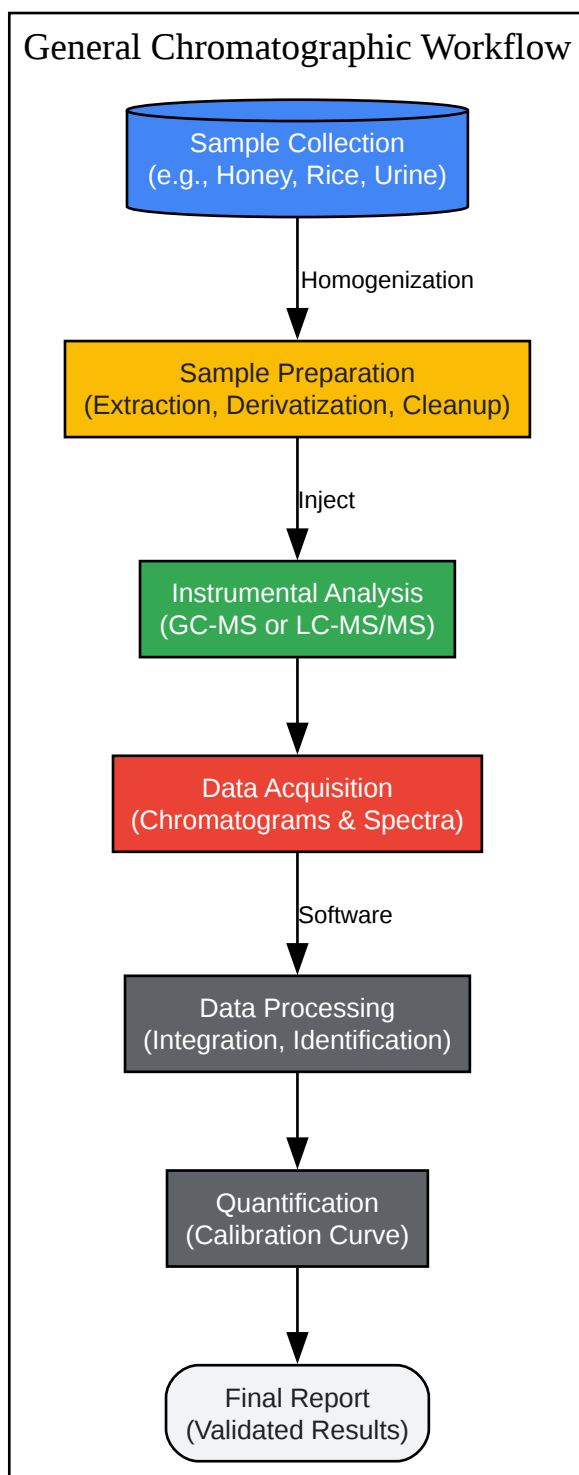 General Chromatographic Workflow
Sample Collection
(e.g., Honey, Rice, Urine)
Homogenization
Sample Preparation
(Extraction, Derivatization, Cleanup)
Inject
Instrumental Analysis
(GC-MS or LC-MS/MS)
Data Acquisition
(Chromatograms & Spectra)
Software
Data Processing
(Integration, Identification)
Quantification
(Calibration Curve)
Final Report
(Validated Results)